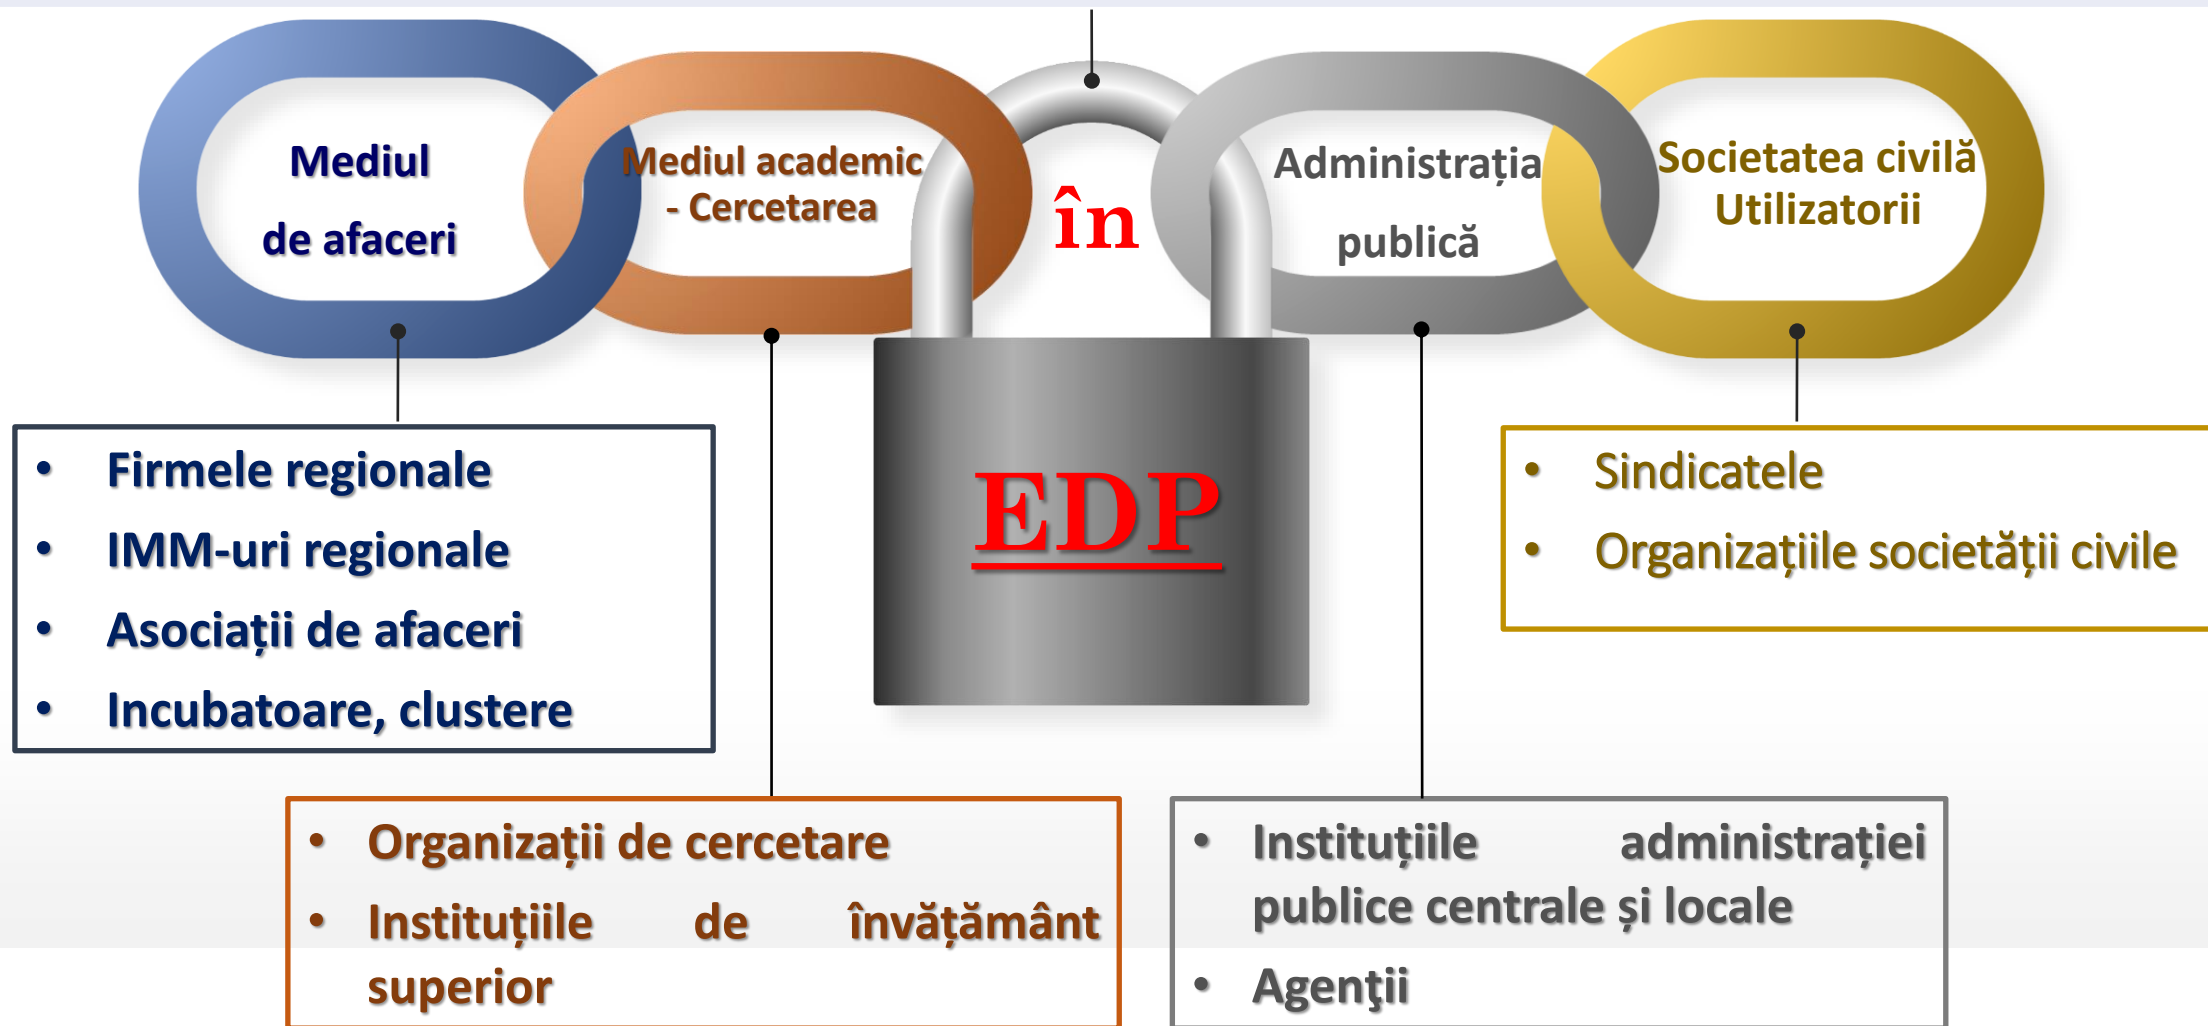 Mediul
de afaceri
Mediul academic
- Cercetarea
în
Administrația
publică
Societatea civilă
Utilizatorii
EDP
• Firmele regionale
• IMM-uri regionale
• Asociații de afaceri
• Incubatoare, clustere
• Sindicatele
• Organizațiile societății civile
• Organizații de cercetare
• Instituțiile de învățământ
superior
• Instituțiile administrației
publice centrale și locale
• Agenţii